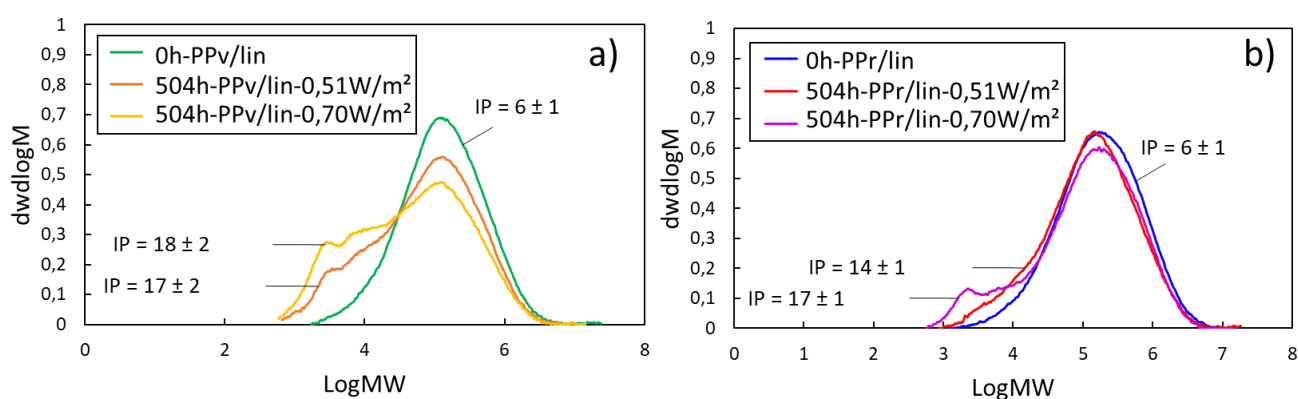 a)
0h-PPv/lin
504h-PPv/lin-0,51W/m²
504h-PPv/lin-0,70W/m²
IP = 6 ± 1
IP = 18 ± 2
IP = 17 ± 2
1
0,9
0,8
0,7
0,6
0,5
0,4
0,3
0,2
0,1
0
dwdlogM
0 2 4 6 8
LogMW
b)
0h-PPr/lin
504h-PPr/lin-0,51W/m²
504h-PPr/lin-0,70W/m²
IP = 6 ± 1
IP = 14 ± 1
IP = 17 ± 1
1
0,9
0,8
0,7
0,6
0,5
0,4
0,3
0,2
0,1
0
dwdlogM
0 1 2 3 4 5 6 7 8
LogMW